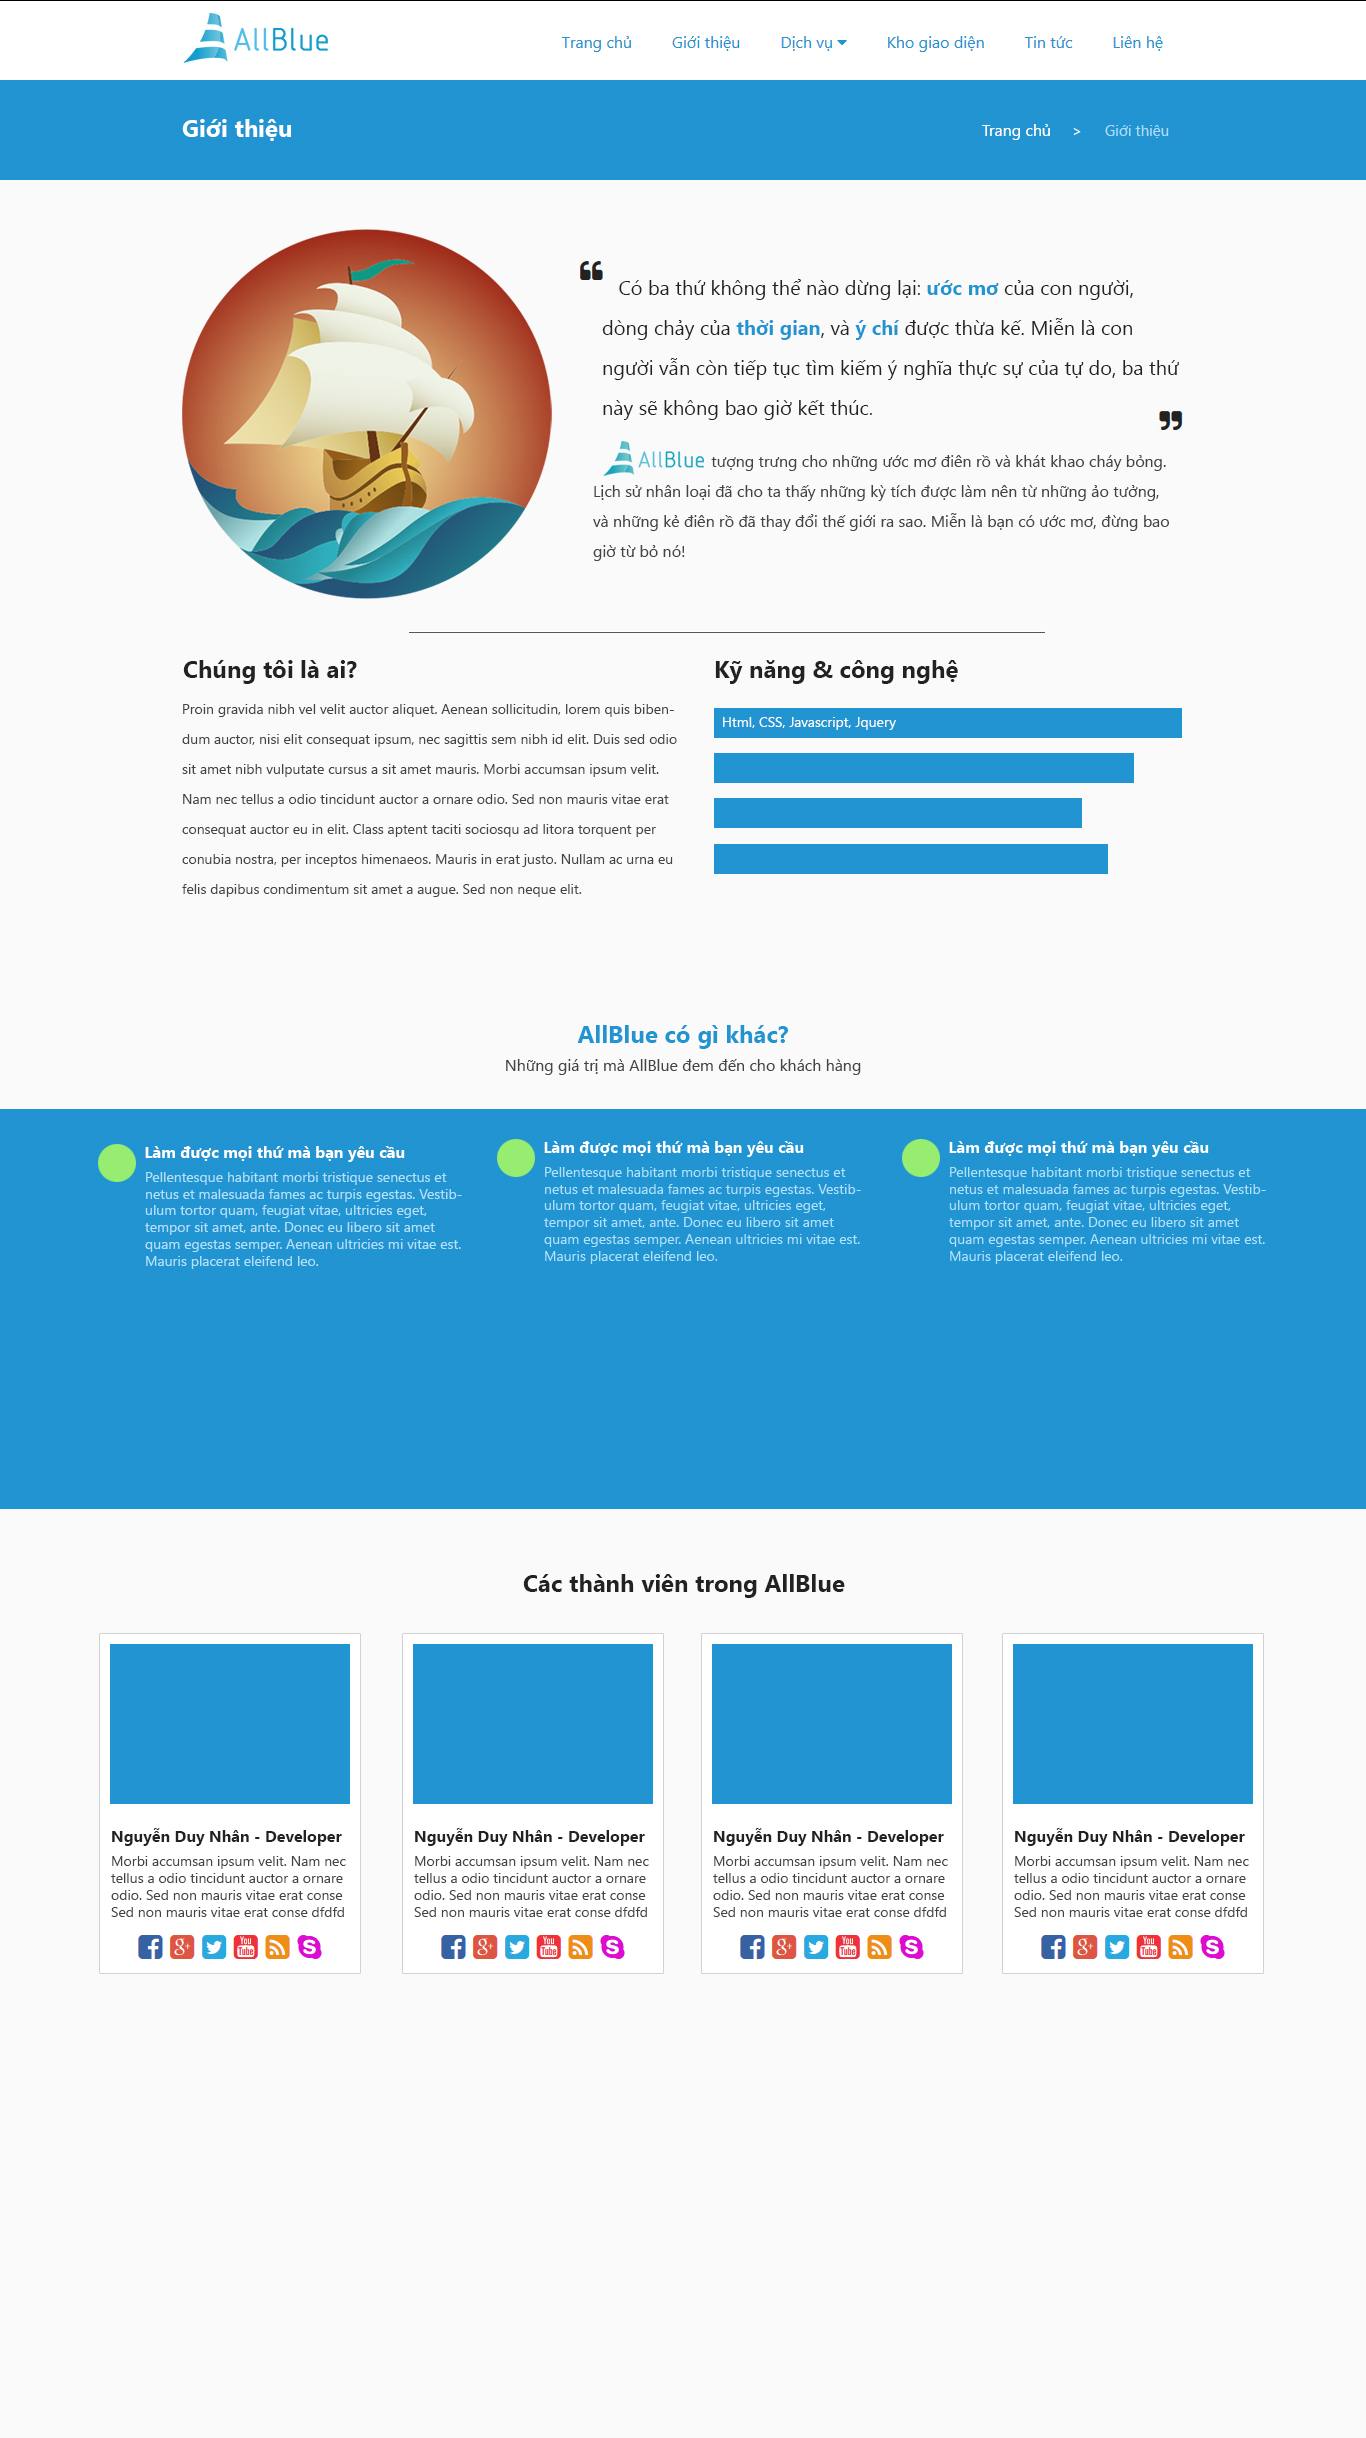 AllBlue
Trang chủ Giới thiệu Dịch vụ Kho giao diện Tin tức Liên hệ
Giới thiệu
Trang chủ > Giới thiệu
❝ Có ba thứ không thể nào dừng lại: ước mơ của con người,
dòng chảy của thời gian, và ý chí được thừa kế. Miễn là con
người vẫn còn tiếp tục tìm kiếm ý nghĩa thực sự của tự do, ba thứ
này sẽ không bao giờ kết thúc. ❞
AllBlue tượng trưng cho những ước mơ điên rồ và khát khao cháy bỏng.
Lịch sử nhân loại đã cho ta thấy những kỳ tích được làm nên từ những ảo tưởng,
và những kẻ điên rồ đã thay đổi thế giới ra sao. Miễn là bạn có ước mơ, đừng bao
giờ từ bỏ nó!
Chúng tôi là ai?
Proin gravida nibh vel velit auctor aliquet. Aenean sollicitudin, lorem quis biben-
dum auctor, nisi elit consequat ipsum, nec sagittis sem nibh id elit. Duis sed odio
sit amet nibh vulputate cursus a sit amet mauris. Morbi accumsan ipsum velit.
Nam nec tellus a odio tincidunt auctor a ornare odio. Sed non mauris vitae erat
consequat auctor eu in elit. Class aptent taciti sociosqu ad litora torquent per
conubia nostra, per inceptos himenaeos. Mauris in erat justo. Nullam ac urna eu
felis dapibus condimentum sit amet a augue. Sed non neque elit.
Kỹ năng & công nghệ
Html, CSS, Javascript, Jquery
AllBlue có gì khác?
Những giá trị mà AllBlue đem đến cho khách hàng
Làm được mọi thứ mà bạn yêu cầu
Pellentesque habitant morbi tristique senectus et
netus et malesuada fames ac turpis egestas. Vestib-
ulum tortor quam, feugiat vitae, ultricies eget,
tempor sit amet, ante. Donec eu libero sit amet
quam egestas semper. Aenean ultricies mi vitae est.
Mauris placerat eleifend leo.
Làm được mọi thứ mà bạn yêu cầu
Pellentesque habitant morbi tristique senectus et
netus et malesuada fames ac turpis egestas. Vestib-
ulum tortor quam, feugiat vitae, ultricies eget,
tempor sit amet, ante. Donec eu libero sit amet
quam egestas semper. Aenean ultricies mi vitae est.
Mauris placerat eleifend leo.
Làm được mọi thứ mà bạn yêu cầu
Pellentesque habitant morbi tristique senectus et
netus et malesuada fames ac turpis egestas. Vestib-
ulum tortor quam, feugiat vitae, ultricies eget,
tempor sit amet, ante. Donec eu libero sit amet
quam egestas semper. Aenean ultricies mi vitae est.
Mauris placerat eleifend leo.
Các thành viên trong AllBlue
Nguyễn Duy Nhân - Developer
Morbi accumsan ipsum velit. Nam nec
tellus a odio tincidunt auctor a ornare
odio. Sed non mauris vitae erat conse
Sed non mauris vitae erat conse dfdfd
Nguyễn Duy Nhân - Developer
Morbi accumsan ipsum velit. Nam nec
tellus a odio tincidunt auctor a ornare
odio. Sed non mauris vitae erat conse
Sed non mauris vitae erat conse dfdfd
Nguyễn Duy Nhân - Developer
Morbi accumsan ipsum velit. Nam nec
tellus a odio tincidunt auctor a ornare
odio. Sed non mauris vitae erat conse
Sed non mauris vitae erat conse dfdfd
Nguyễn Duy Nhân - Developer
Morbi accumsan ipsum velit. Nam nec
tellus a odio tincidunt auctor a ornare
odio. Sed non mauris vitae erat conse
Sed non mauris vitae erat conse dfdfd